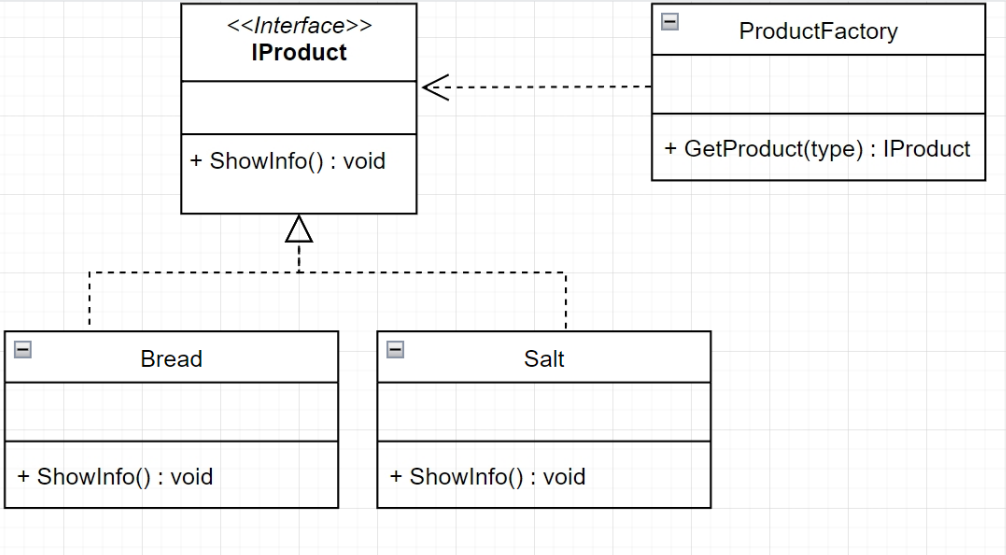 <<Interface>>
IProduct
+ ShowInfo() : void
ProductFactory
+ GetProduct(type) : IProduct
Bread
+ ShowInfo() : void
Salt
+ ShowInfo() : void